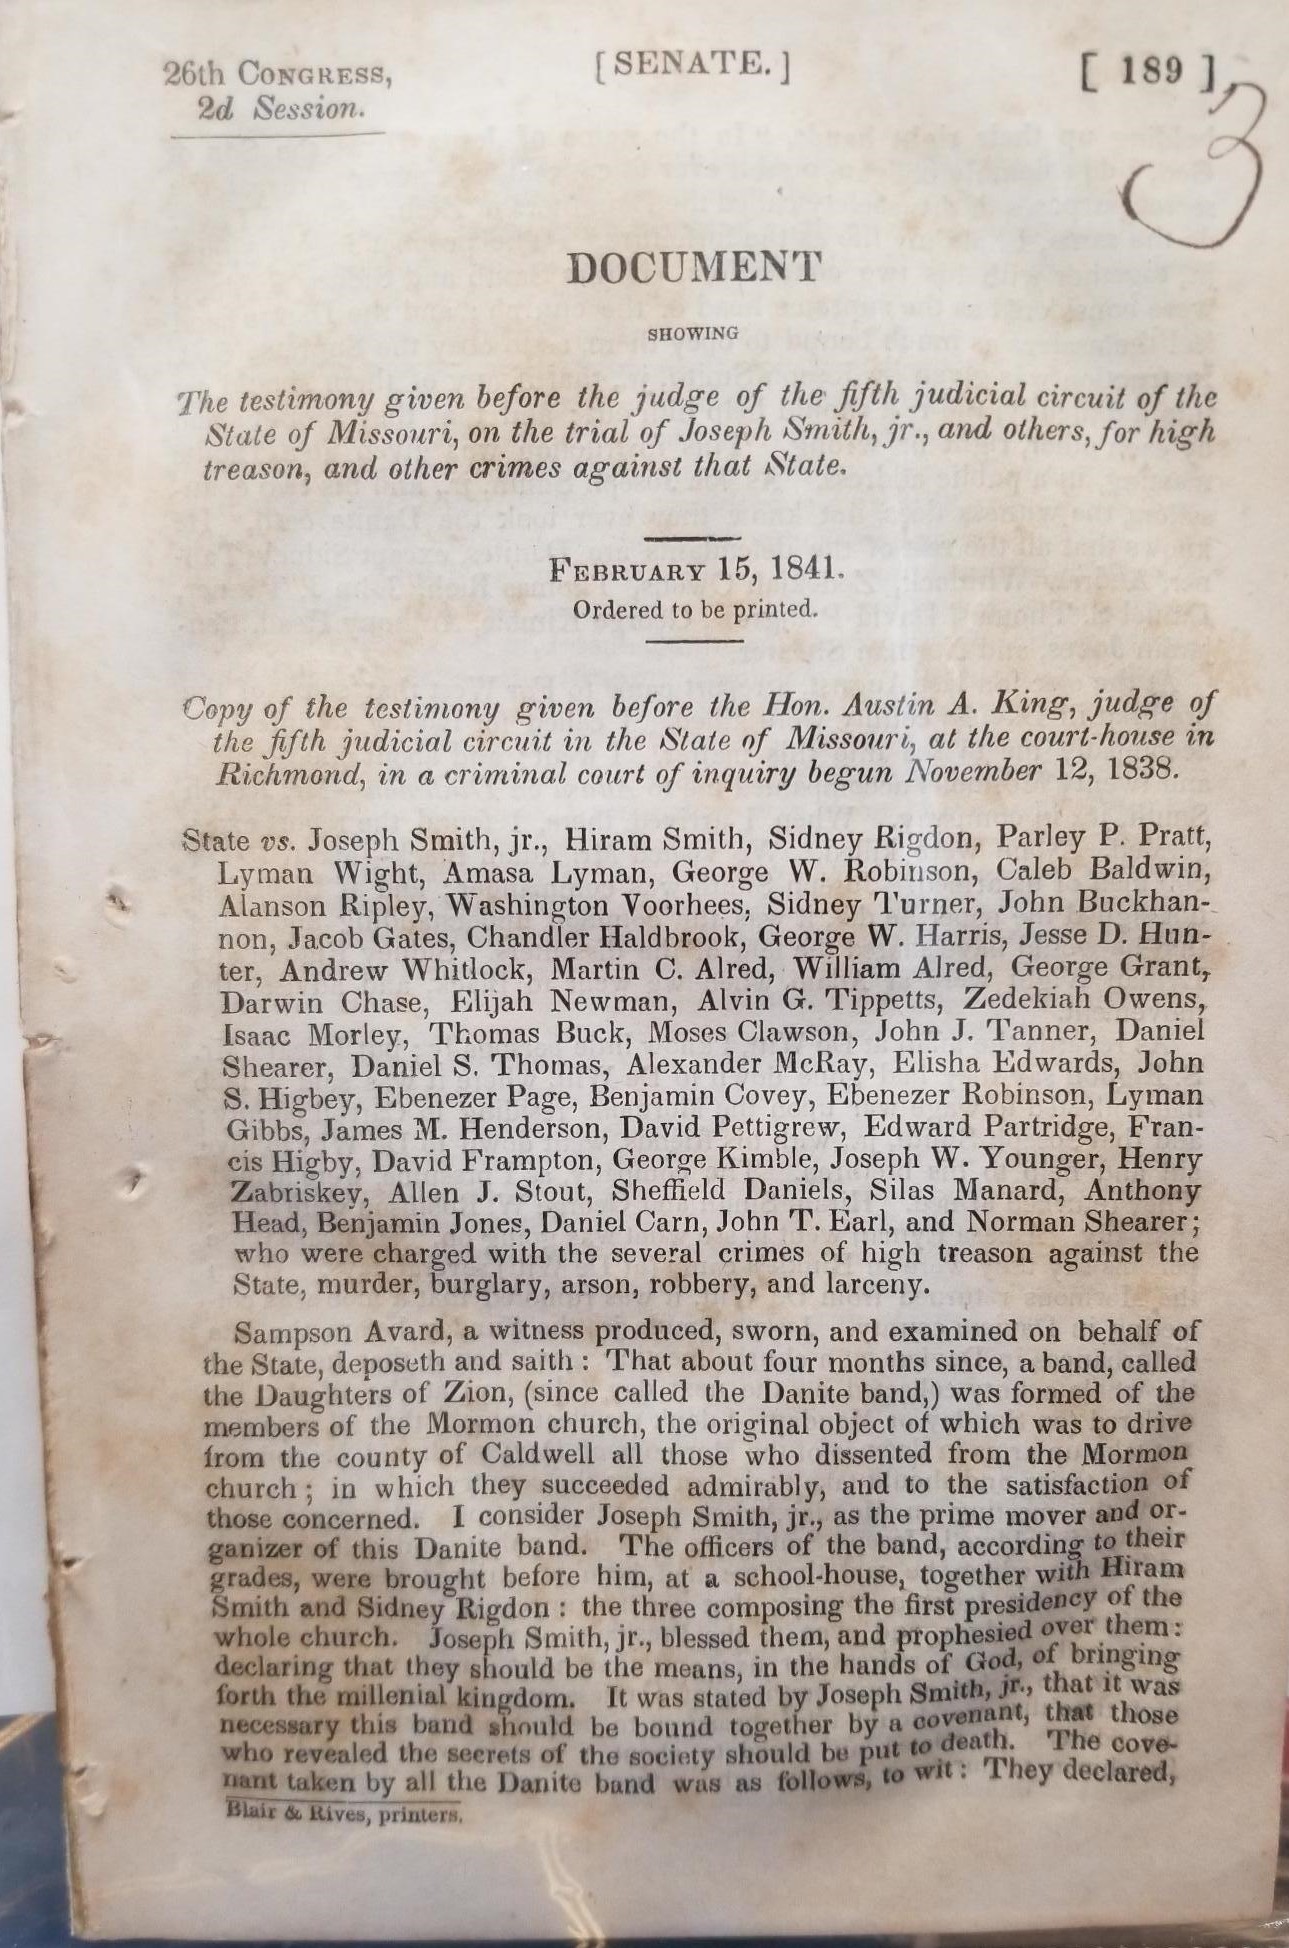 26th CONGRESS,
2d Session.
[SENATE.]
[ 189 ],
3
DOCUMENT
SHOWING
The testimony given before the judge of the fifth judicial circuit of the
State of Missouri, on the trial of Joseph Smith, jr., and others, for high
treason, and other crimes against that State.
FEBRUARY 15, 1841.
Ordered to be printed.
Copy of the testimony given before the Hon. Austin A. King, judge of
the fifth judicial circuit in the State of Missouri, at the court-house in
Richmond, in a criminal court of inquiry begun November 12, 1838.
State vs. Joseph Smith, jr., Hiram Smith, Sidney Rigdon, Parley P. Pratt,
Lyman Wight, Amasa Lyman, George W. Robinson, Caleb Baldwin,
Alanson Ripley, Washington Voorhees, Sidney Turner, John Buckhan-
non, Jacob Gates, Chandler Haldbrook, George W. Harris, Jesse D. Hun-
ter, Andrew Whitlock, Martin C. Alred, William Alred, George Grant,
Darwin Chase, Elijah Newman, Alvin G. Tippetts, Zedekiah Owens,
Isaac Morley, Thomas Buck, Moses Clawson, John J. Tanner, Daniel
Shearer, Daniel S. Thomas, Alexander McRay, Elisha Edwards, John
S. Higbey, Ebenezer Page, Benjamin Covey, Ebenezer Robinson, Lyman
Gibbs, James M. Henderson, David Pettigrew, Edward Partridge, Fran-
cis Higby, David Frampton, George Kimble, Joseph W. Younger, Henry
Zabriskey, Allen J. Stout, Sheffield Daniels, Silas Manard, Anthony
Head, Benjamin Jones, Daniel Carn, John T. Earl, and Norman Shearer;
who were charged with the several crimes of high treason against the
State, murder, burglary, arson, robbery, and larceny.
Sampson Avard, a witness produced, sworn, and examined on behalf of
the State, deposeth and saith: That about four months since, a band, called
the Daughters of Zion, (since called the Danite band,) was formed of the
members of the Mormon church, the original object of which was to drive
from the county of Caldwell all those who dissented from the Mormon
church; in which they succeeded admirably, and to the satisfaction of
those concerned. I consider Joseph Smith, jr., as the prime mover and or-
ganizer of this Danite band. The officers of the band, according to their
grades, were brought before him, at a school-house, together with Hiram
Smith and Sidney Rigdon: the three composing the first presidency of the
whole church. Joseph Smith, jr., blessed them, and prophesied over them:
declaring that they should be the means, in the hands of God, of bringing
forth the millenial kingdom. It was stated by Joseph Smith, jr., that it was
necessary this band should be bound together by a covenant, that those
who revealed the secrets of the society should be put to death. The cove-
nant taken by all the Danite band was as follows, to wit: They declared,
Blair & Rives, printers.